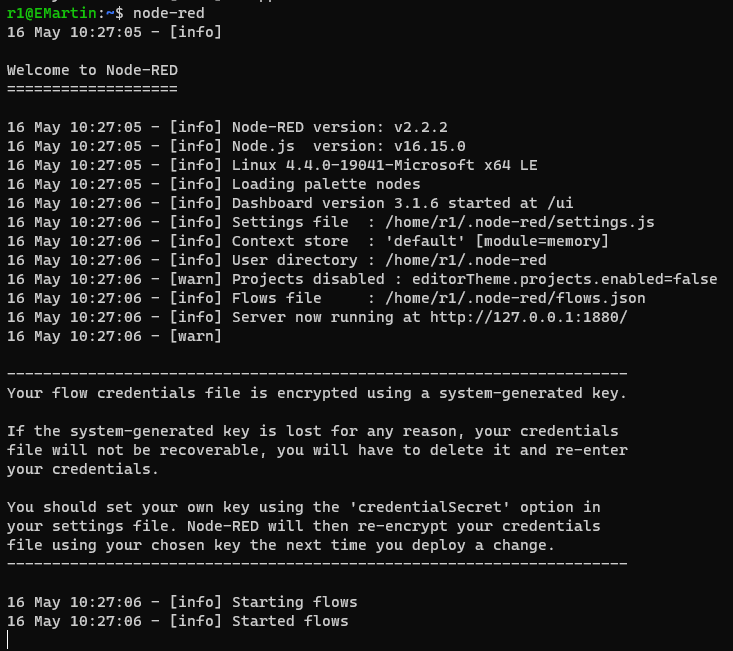 r1@EMartin:~$ node-red
16 May 10:27:05 - [info]
Welcome to Node-RED
===================
16 May 10:27:05 - [info] Node-RED version: v2.2.2
16 May 10:27:05 - [info] Node.js  version: v16.15.0
16 May 10:27:05 - [info] Linux 4.4.0-19041-Microsoft x64 LE
16 May 10:27:05 - [info] Loading palette nodes
16 May 10:27:06 - [info] Dashboard version 3.1.6 started at /ui
16 May 10:27:06 - [info] Settings file  : /home/r1/.node-red/settings.js
16 May 10:27:06 - [info] Context store  : 'default' [module=memory]
16 May 10:27:06 - [info] User directory : /home/r1/.node-red
16 May 10:27:06 - [warn] Projects disabled : editorTheme.projects.enabled=false
16 May 10:27:06 - [info] Flows file     : /home/r1/.node-red/flows.json
16 May 10:27:06 - [info] Server now running at http://127.0.0.1:1880/
16 May 10:27:06 - [warn]
---------------------------------------------------------------------
Your flow credentials file is encrypted using a system-generated key.
If the system-generated key is lost for any reason, your credentials
file will not be recoverable, you will have to delete it and re-enter
your credentials.
You should set your own key using the 'credentialSecret' option in
your settings file. Node-RED will then re-encrypt your credentials
file using your chosen key the next time you deploy a change.
---------------------------------------------------------------------
16 May 10:27:06 - [info] Starting flows
16 May 10:27:06 - [info] Started flows